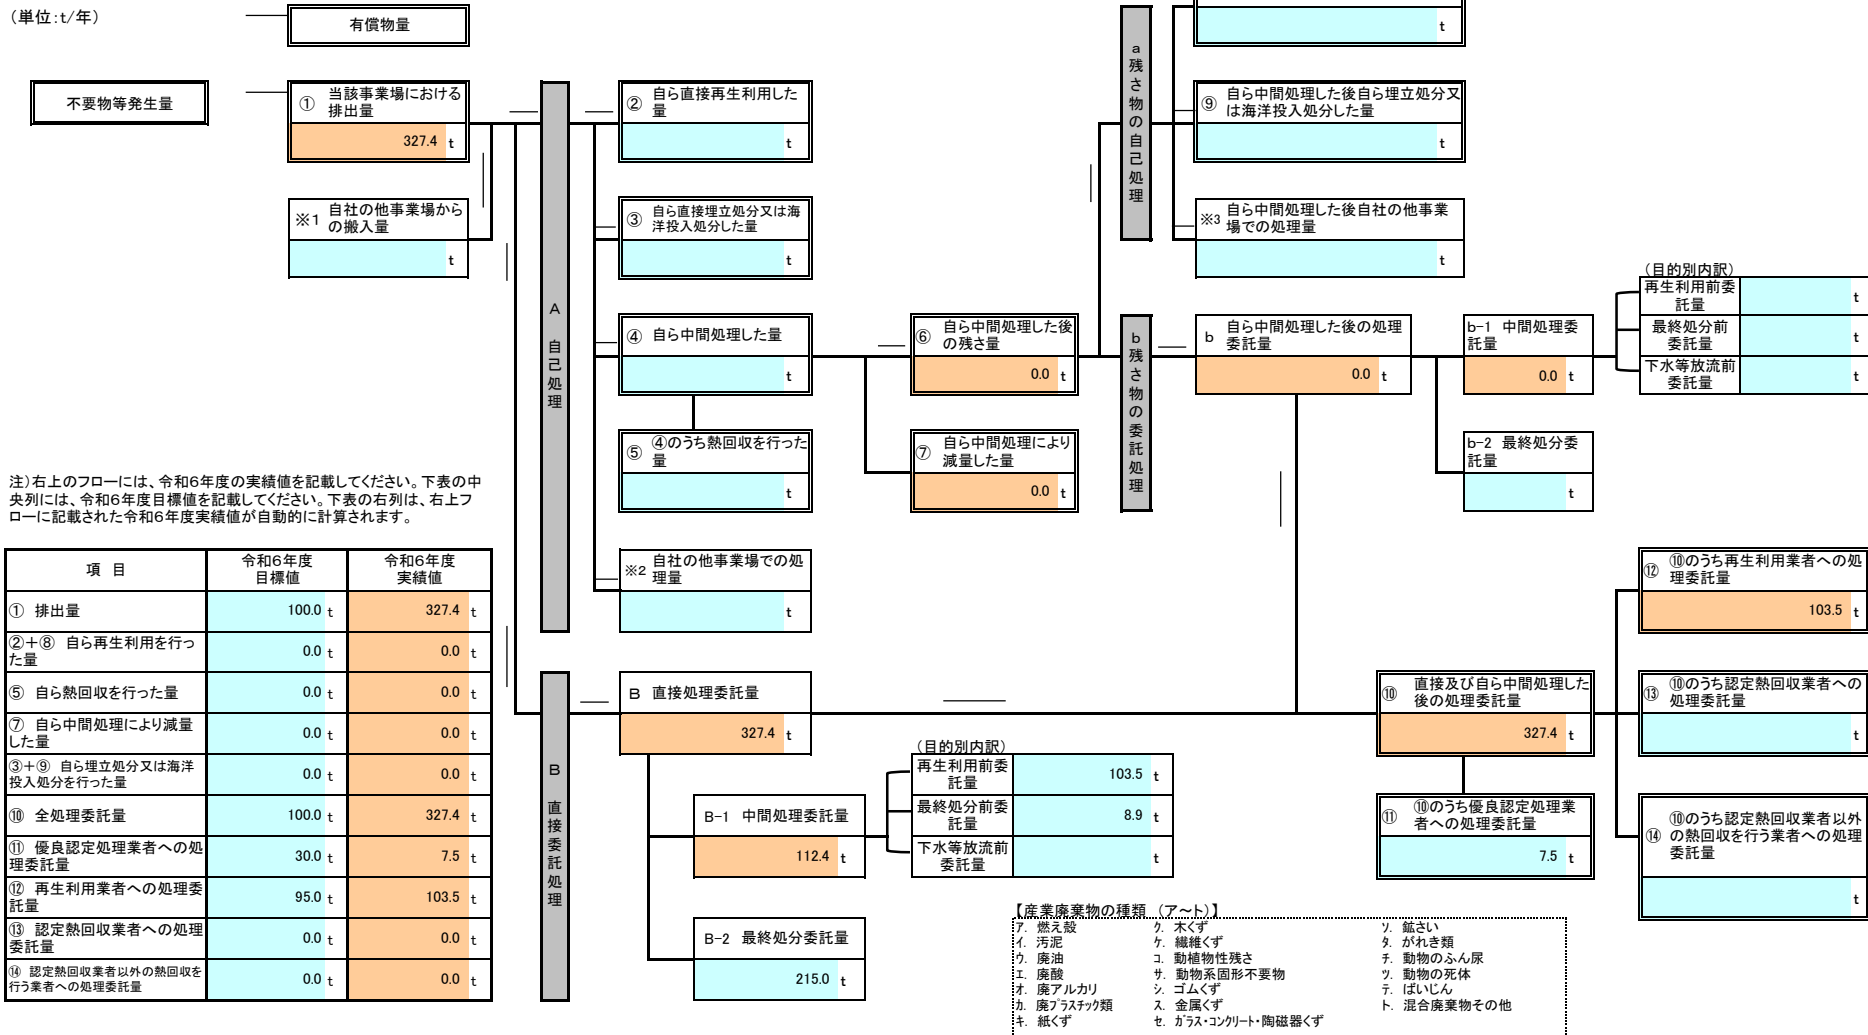 (単位:t/年)
有償物量
t
不要物等発生量
① 当該事業場における
排出量
327.4 t
※1 自社の他事業場から
の搬入量
t
A 自己処理
② 自ら直接再生利用した
量
t
③ 自ら直接埋立処分又は海
洋投入処分した量
t
④ 自ら中間処理した量
t
⑤ ④のうち熱回収を行った
量
t
※2 自社の他事業場での処
理量
t
⑥ 自ら中間処理した後
の残さ量
0.0 t
⑦ 自ら中間処理により
減量した量
0.0 t
a 残さ物の自己処理
⑨ 自ら中間処理した後自ら埋立処分又
は海洋投入処分した量
t
※3 自ら中間処理した後自社の他事業
場での処理量
t
b 残さ物の委託処理
b 自ら中間処理した後の処理
委託量
0.0 t
b-1 中間処理委
託量
0.0 t
b-2 最終処分委
託量
t
(目的別内訳)
再生利用前委
託量 t
最終処分前
委託量 t
下水等放流前
委託量 t
注)右上のフローには、令和6年度の実績値を記載してください。下表の中
央列には、令和6年度目標値を記載してください。下表の右列は、右上フ
ローに記載された令和6年度実績値が自動的に計算されます。
項 目 令和6年度 令和6年度
目標値 実績値
① 排出量 100.0 t 327.4 t
②+⑧ 自ら再生利用を行っ
た量 0.0 t 0.0 t
⑤ 自ら熱回収を行った量 0.0 t 0.0 t
⑦ 自ら中間処理により減量
した量 0.0 t 0.0 t
③+⑨ 自ら埋立処分又は海洋
投入処分を行った量 0.0 t 0.0 t
⑩ 全処理委託量 100.0 t 327.4 t
⑪ 優良認定処理業者への処
理委託量 30.0 t 7.5 t
⑫ 再生利用業者への処理委
託量 95.0 t 103.5 t
⑬ 認定熱回収業者への処理
委託量 0.0 t 0.0 t
⑭ 認定熱回収業者以外の熱回収を
行う業者への処理委託量 0.0 t 0.0 t
B 直接委託処理
B 直接処理委託量
327.4 t
B-1 中間処理委託量
112.4 t
B-2 最終処分委託量
215.0 t
(目的別内訳)
再生利用前委
託量 103.5 t
最終処分前委
託量 8.9 t
下水等放流前
委託量 t
⑩ 直接及び自ら中間処理した
後の処理委託量
327.4 t
⑪ ⑩のうち優良認定処理業
者への処理委託量
7.5 t
⑫ ⑩のうち再生利用業者への処
理委託量
103.5 t
⑬ ⑩のうち認定熱回収業者への
処理委託量
t
⑭ ⑩のうち認定熱回収業者以外
の熱回収を行う業者への処理
委託量
t
【産業廃棄物の種類 (ア~ト)】
ア. 燃え殻 ク. 木くず ソ. 鉱さい
イ. 汚泥 ケ. 繊維くず タ. がれき類
ウ. 廃油 コ. 動植物性残さ チ. 動物のふん尿
エ. 廃酸 サ. 動物系固形不要物 ツ. 動物の死体
オ. 廃アルカリ シ. ゴムくず テ. ばいじん
カ. 廃プラスチック類 ス. 金属くず ト. 混合廃棄物その他
キ. 紙くず セ. ガラス・コンクリート・陶磁器くず